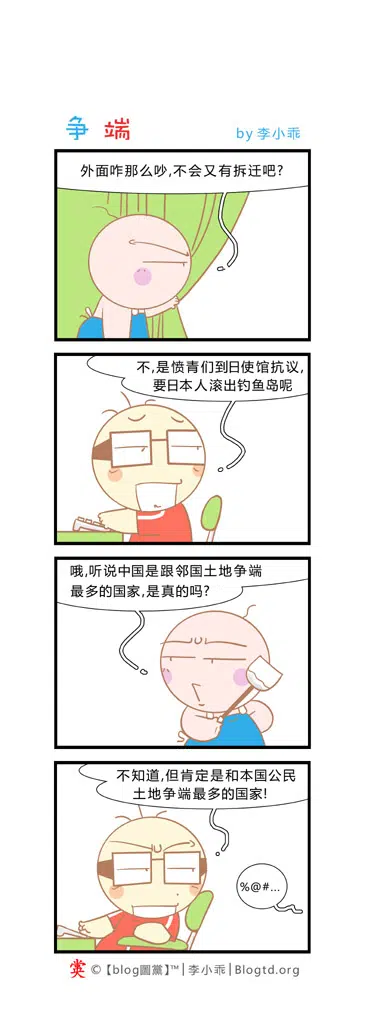 争端
by 李小乖
外面咋那么吵,不会又有拆迁吧?
不,是愤青们到日使馆抗议,
要日本人滚出钓鱼岛呢
哦,听说中国是跟邻国土地争端
最多的国家,是真的吗?
不知道,但肯定是和本国公民
土地争端最多的国家!
%@#...
©【blog圖黨】™|李小乖|Blogtd.org